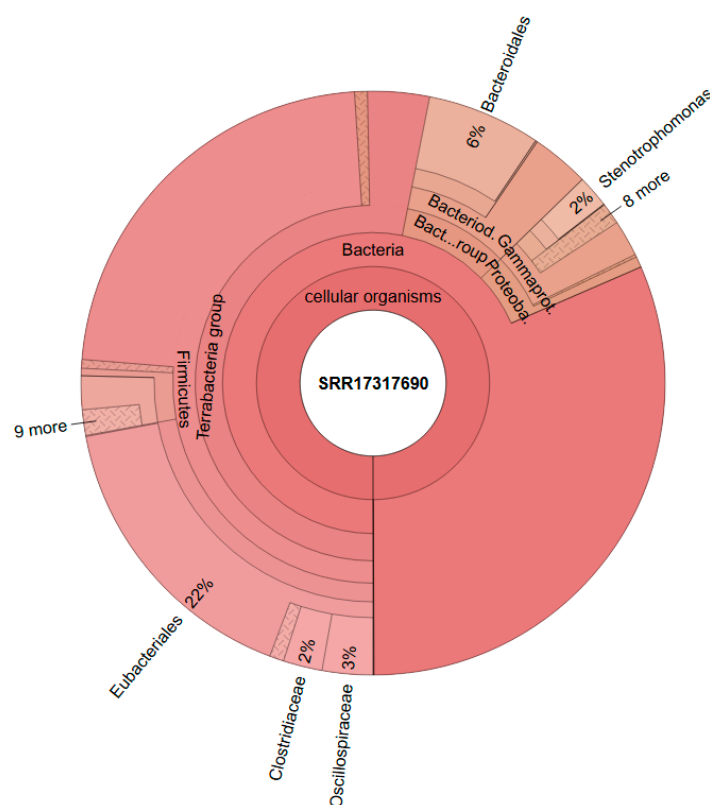 Bacteroidales
6%
Stenotrophomonas
2%
8 more
Bacteriod.
Gammaprot.
Bact...roup
Proteoba.
Bacteria
cellular organisms
SRR17317690
Terrabacteria group
Firmicutes
9 more
22%
Eubacteriales
2%
3%
Clostridiaceae
Oscillospiraceae